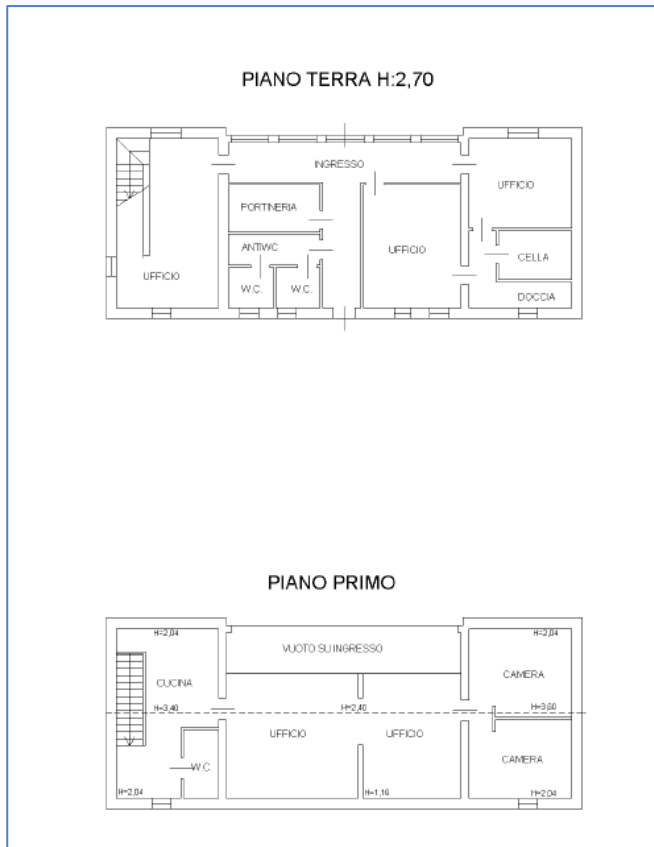 PIANO TERRA H:2,70
INGRESSO
UFFICIO
PORTINERIA
ANTIWC
UFFICIO
CELLA
UFFICIO
W.C.
W.C.
DOCCIA
PIANO PRIMO
H=2,04
H=2,04
VUOTO SU INGRESSO
CUCINA
CAMERA
H=3,40
H=2,40
H=3,60
UFFICIO
UFFICIO
CAMERA
W.C
H=2,04
H=1,16
H=2,04